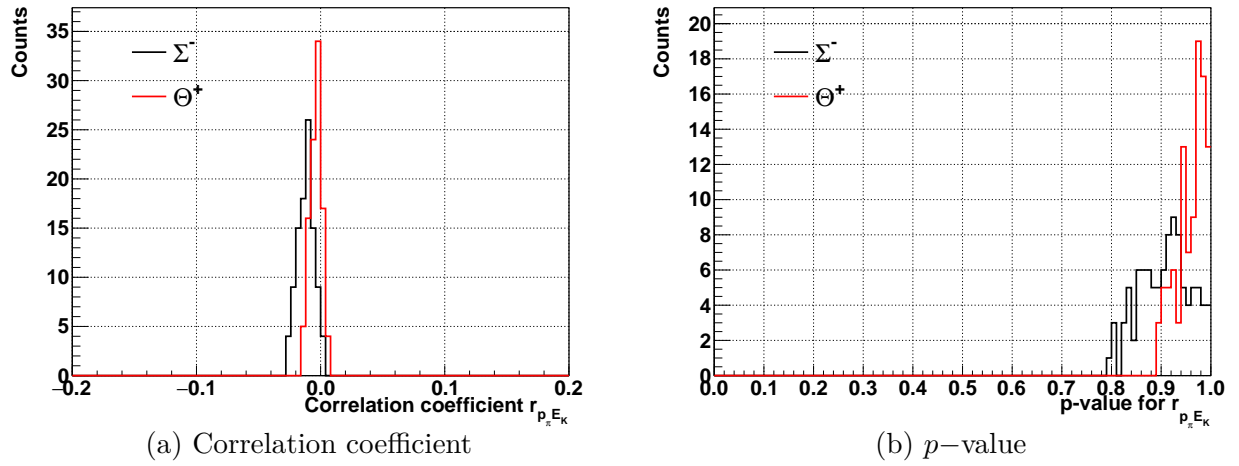 Counts
35
30
25
20
15
10
5
0
Σ⁻
Θ⁺
−0.2 −0.1 0.0 0.1 0.2
Correlation coefficient r_{p_π E_K}
(a) Correlation coefficient
Counts
20
18
16
14
12
10
8
6
4
2
0
Σ⁻
Θ⁺
0.0 0.1 0.2 0.3 0.4 0.5 0.6 0.7 0.8 0.9 1.0
p-value for r_{p_π E_K}
(b) p−value